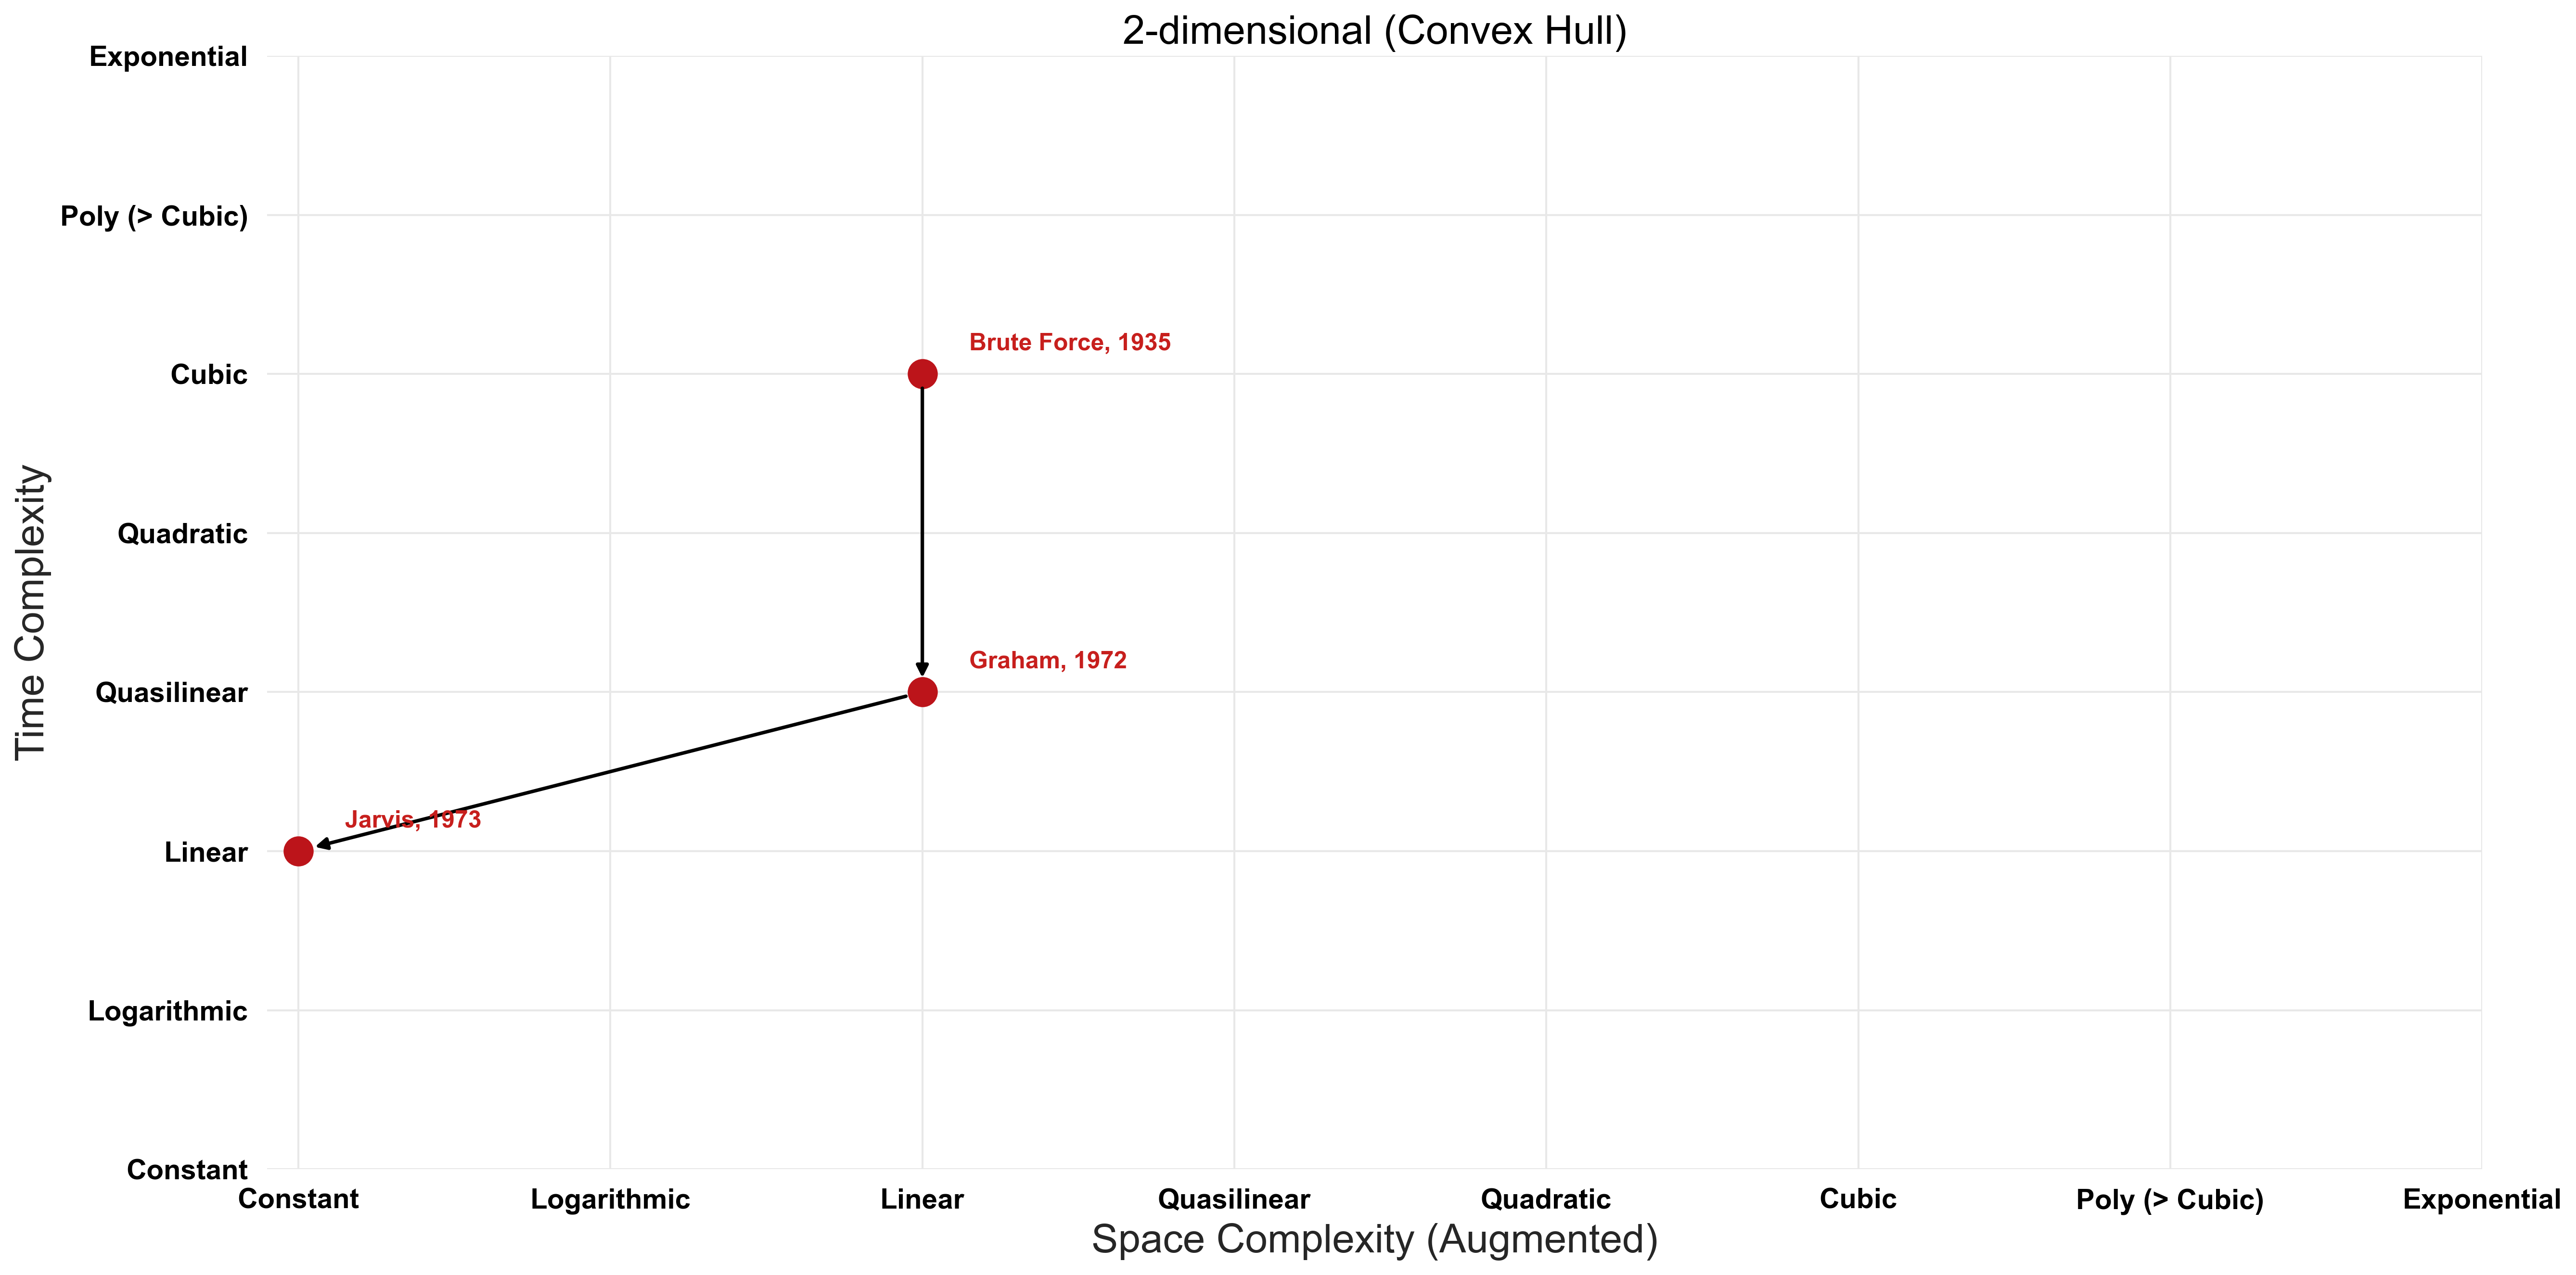 2-dimensional (Convex Hull)
Exponential
Poly (> Cubic)
Cubic
Quadratic
Quasilinear
Linear
Logarithmic
Constant
Time Complexity
Brute Force, 1935
Graham, 1972
Jarvis, 1973
Constant
Logarithmic
Linear
Quasilinear
Quadratic
Cubic
Poly (> Cubic)
Exponential
Space Complexity (Augmented)